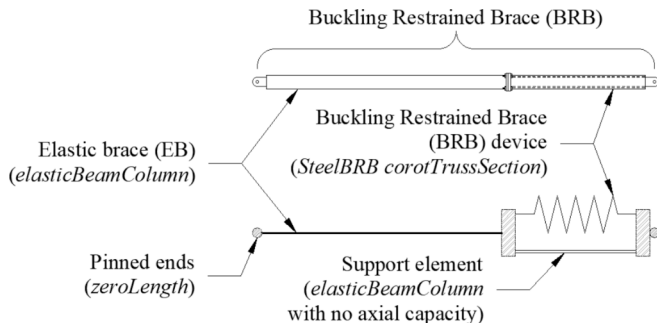 Buckling Restrained Brace (BRB)
Buckling Restrained Brace
(BRB) device
(SteelBRB corotTrussSection)
Elastic brace (EB)
(elasticBeamColumn)
Pinned ends
(zeroLength)
Support element
(elasticBeamColumn
with no axial capacity)